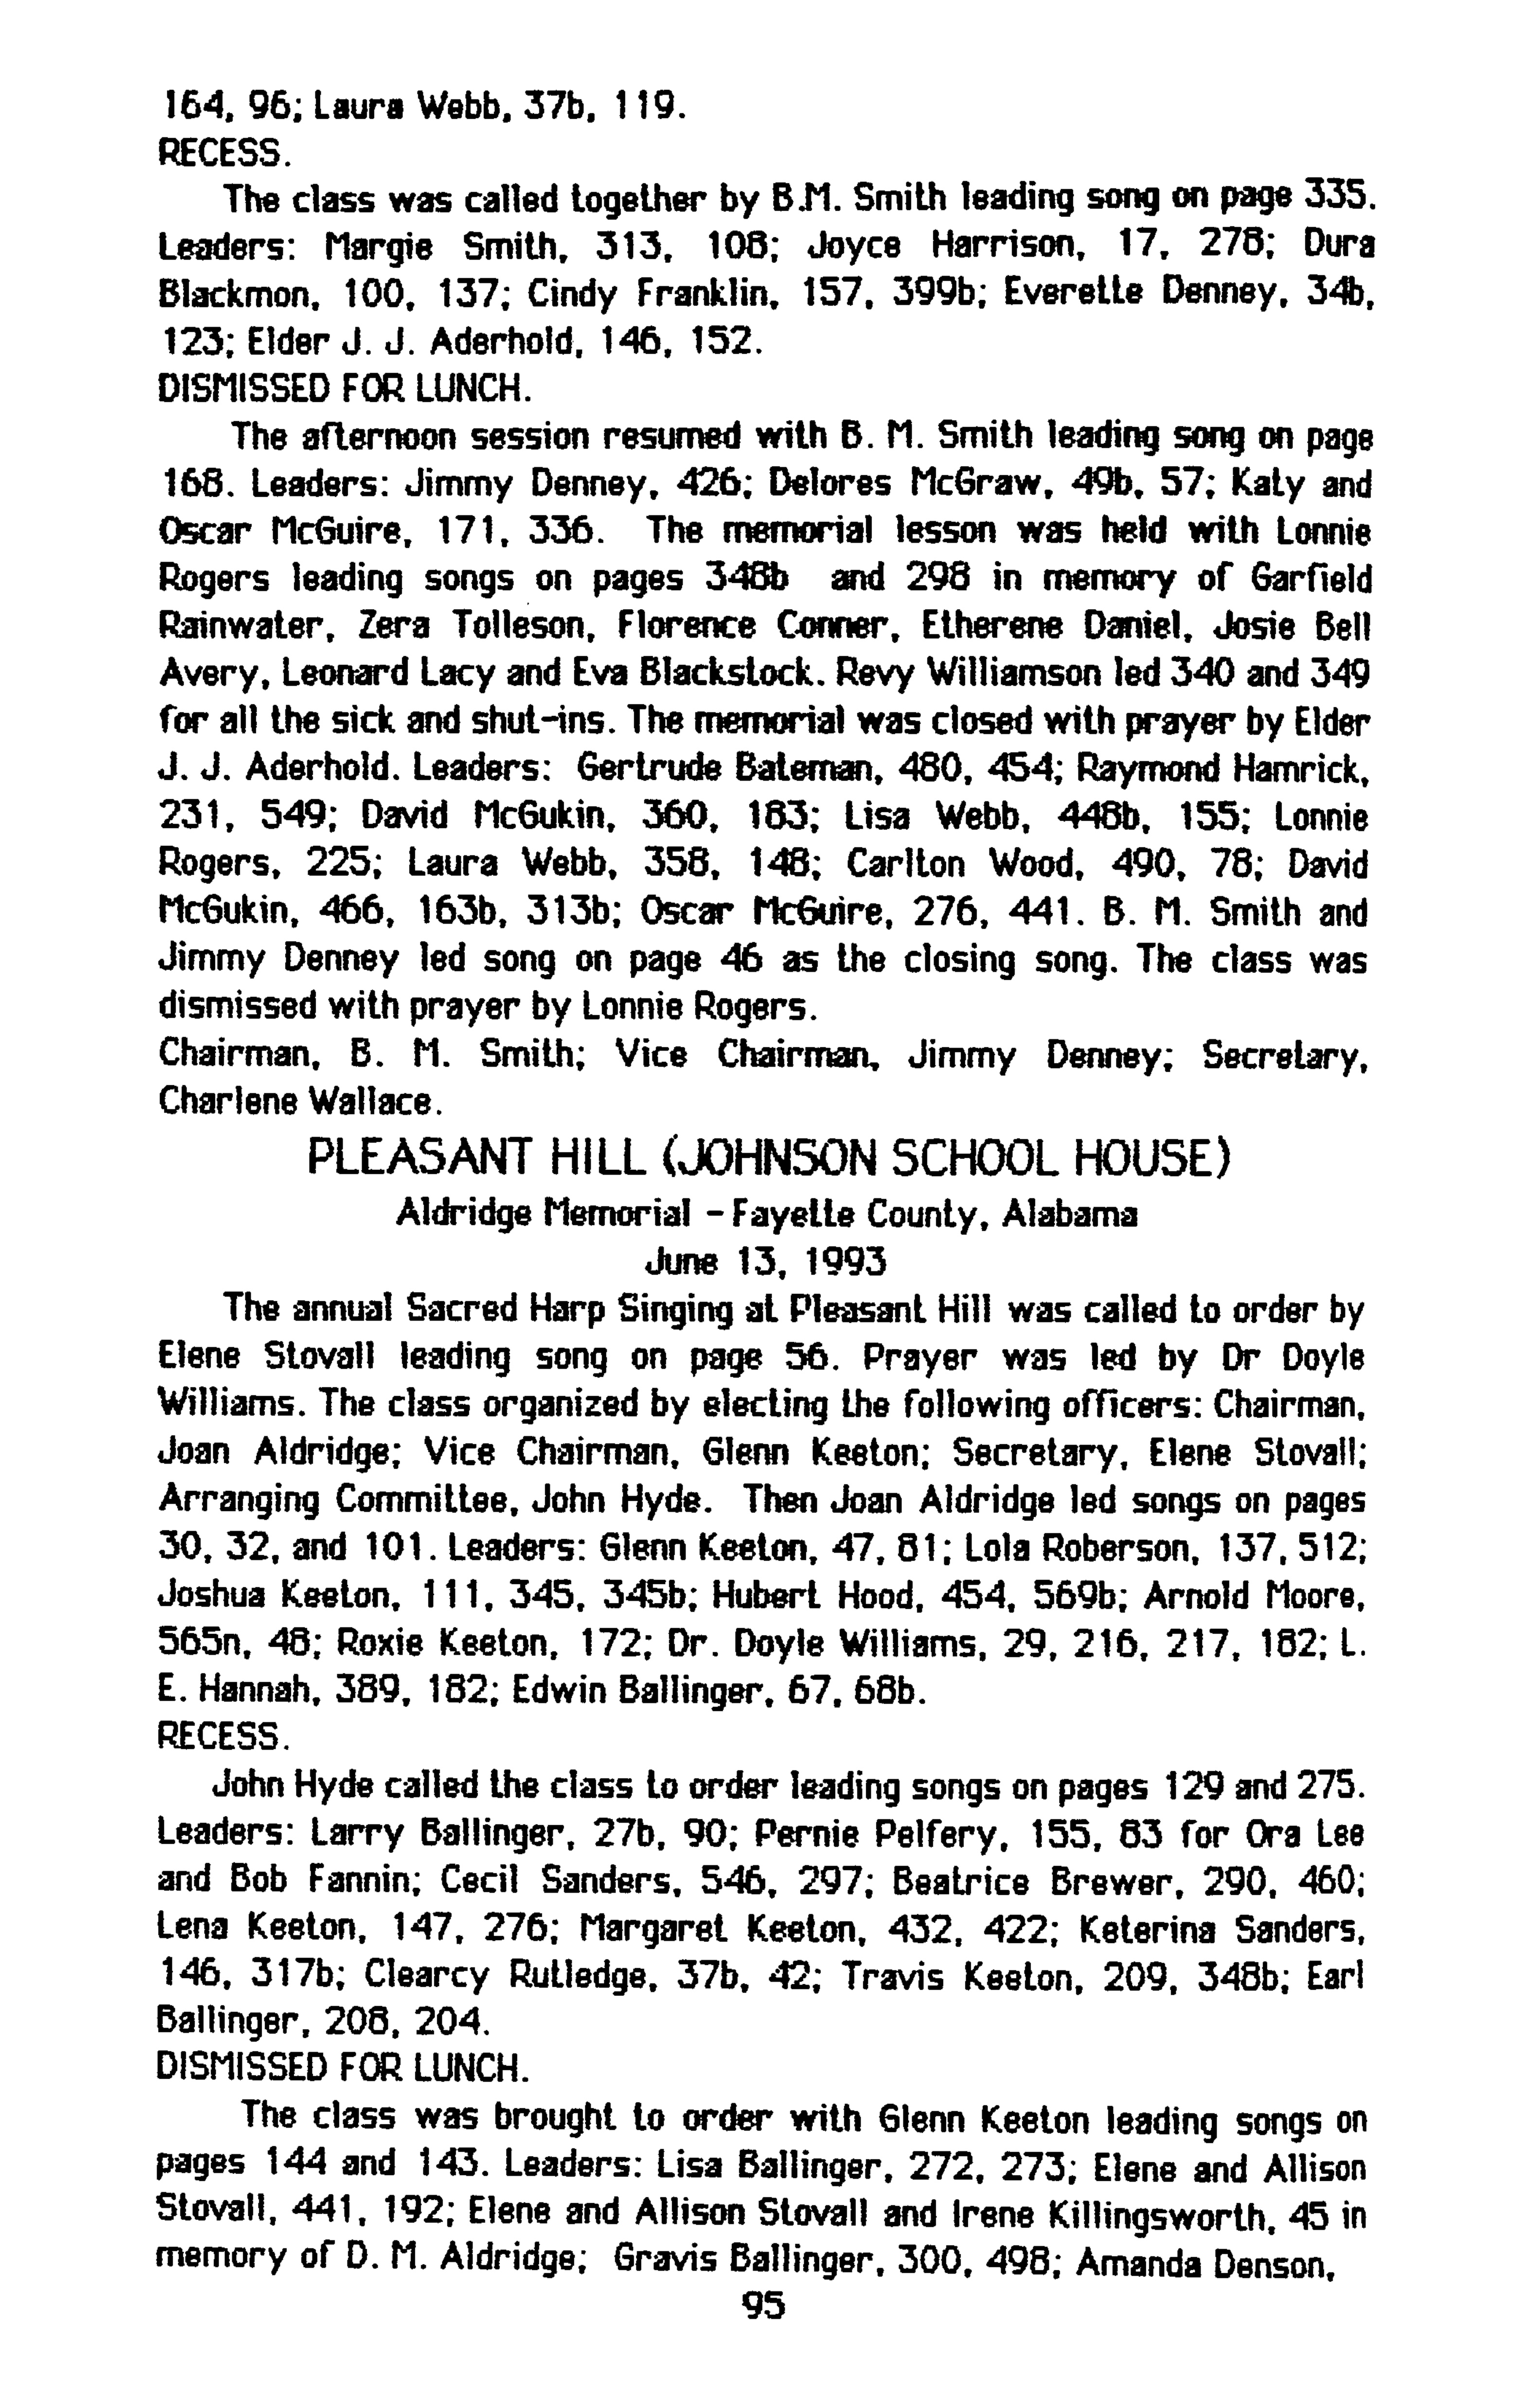 164, 96; Laura Webb, 37b, 119.
RECESS.
The class was called together by B.M. Smith leading song on page 335.
Leaders: Margie Smith, 313, 108; Joyce Harrison, 17, 278; Dura
Blackmon, 100, 137; Cindy Franklin, 157, 399b; Everette Denney, 34b,
123; Elder J. J. Aderhold, 146, 152.
DISMISSED FOR LUNCH.
The afternoon session resumed with B. M. Smith leading song on page
168. Leaders: Jimmy Denney, 426; Delores McGraw, 49b, 57; Katy and
Oscar McGuire, 171, 336. The memorial lesson was held with Lonnie
Rogers leading songs on pages 348b and 298 in memory of Garfield
Rainwater, Zera Tolleson, Florence Conner, Etherene Daniel, Josie Bell
Avery, Leonard Lacy and Eva Blackstock. Revy Williamson led 340 and 349
for all the sick and shut-ins. The memorial was closed with prayer by Elder
J. J. Aderhold. Leaders: Gertrude Bateman, 480, 454; Raymond Hamrick,
231, 549; David McGukin, 360, 183; Lisa Webb, 448b, 155; Lonnie
Rogers, 225; Laura Webb, 358, 148; Carlton Wood, 490, 78; David
McGukin, 466, 163b, 313b; Oscar McGuire, 276, 441. B. M. Smith and
Jimmy Denney led song on page 46 as the closing song. The class was
dismissed with prayer by Lonnie Rogers.
Chairman, B. M. Smith; Vice Chairman, Jimmy Denney; Secretary,
Charlene Wallace.
PLEASANT HILL (JOHNSON SCHOOL HOUSE)
Aldridge Memorial - Fayette County, Alabama
June 13, 1993
The annual Sacred Harp Singing at Pleasant Hill was called to order by
Elene Stovall leading song on page 56. Prayer was led by Dr Doyle
Williams. The class organized by electing the following officers: Chairman,
Joan Aldridge; Vice Chairman, Glenn Keeton; Secretary, Elene Stovall;
Arranging Committee, John Hyde. Then Joan Aldridge led songs on pages
30, 32, and 101. Leaders: Glenn Keeton, 47, 81; Lola Roberson, 137, 512;
Joshua Keeton, 111, 345, 345b; Hubert Hood, 454, 569b; Arnold Moore,
565n, 48; Roxie Keeton, 172; Dr. Doyle Williams, 29, 216, 217, 182; L.
E. Hannah, 389, 182; Edwin Ballinger, 67, 68b.
RECESS.
John Hyde called the class to order leading songs on pages 129 and 275.
Leaders: Larry Ballinger, 27b, 90; Pernie Pelfery, 155, 83 for Ora Lee
and Bob Fannin; Cecil Sanders, 546, 297; Beatrice Brewer, 290, 460;
Lena Keeton, 147, 276; Margaret Keeton, 432, 422; Keterina Sanders,
146, 317b; Clearcy Rutledge, 37b, 42; Travis Keeton, 209, 348b; Earl
Ballinger, 208, 204.
DISMISSED FOR LUNCH.
The class was brought to order with Glenn Keeton leading songs on
pages 144 and 143. Leaders: Lisa Ballinger, 272, 273; Elene and Allison
Stovall, 441, 192; Elene and Allison Stovall and Irene Killingsworth, 45 in
memory of D. M. Aldridge; Gravis Ballinger, 300, 498; Amanda Denson,
95